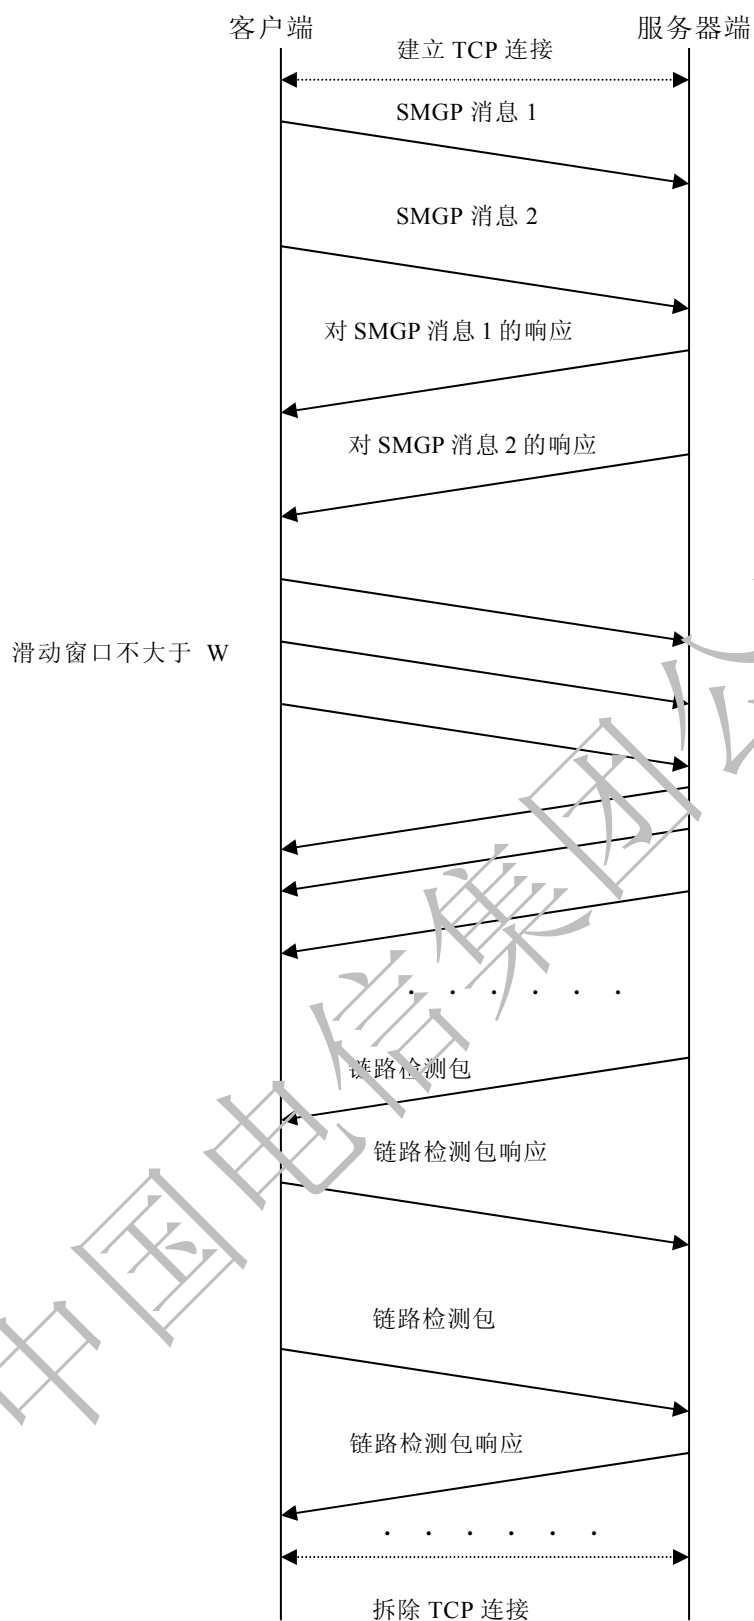 客户端
服务器端
建立 TCP 连接
SMGP 消息 1
SMGP 消息 2
对 SMGP 消息 1 的响应
对 SMGP 消息 2 的响应
滑动窗口不大于 W
. . . . . .
链路检测包
链路检测包响应
链路检测包
链路检测包响应
. . . . . .
拆除 TCP 连接
中国电信集团公